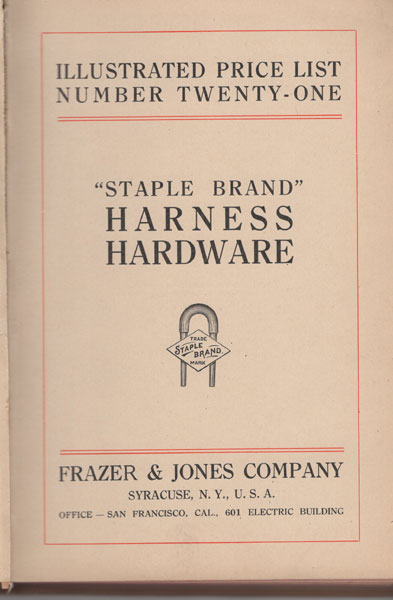 ILLUSTRATED PRICE LIST
NUMBER TWENTY-ONE
"STAPLE BRAND"
HARNESS
HARDWARE
TRADE
STAPLE BRAND
MARK
FRAZER & JONES COMPANY
SYRACUSE, N. Y., U. S. A.
OFFICE — SAN FRANCISCO, CAL., 601 ELECTRIC BUILDING